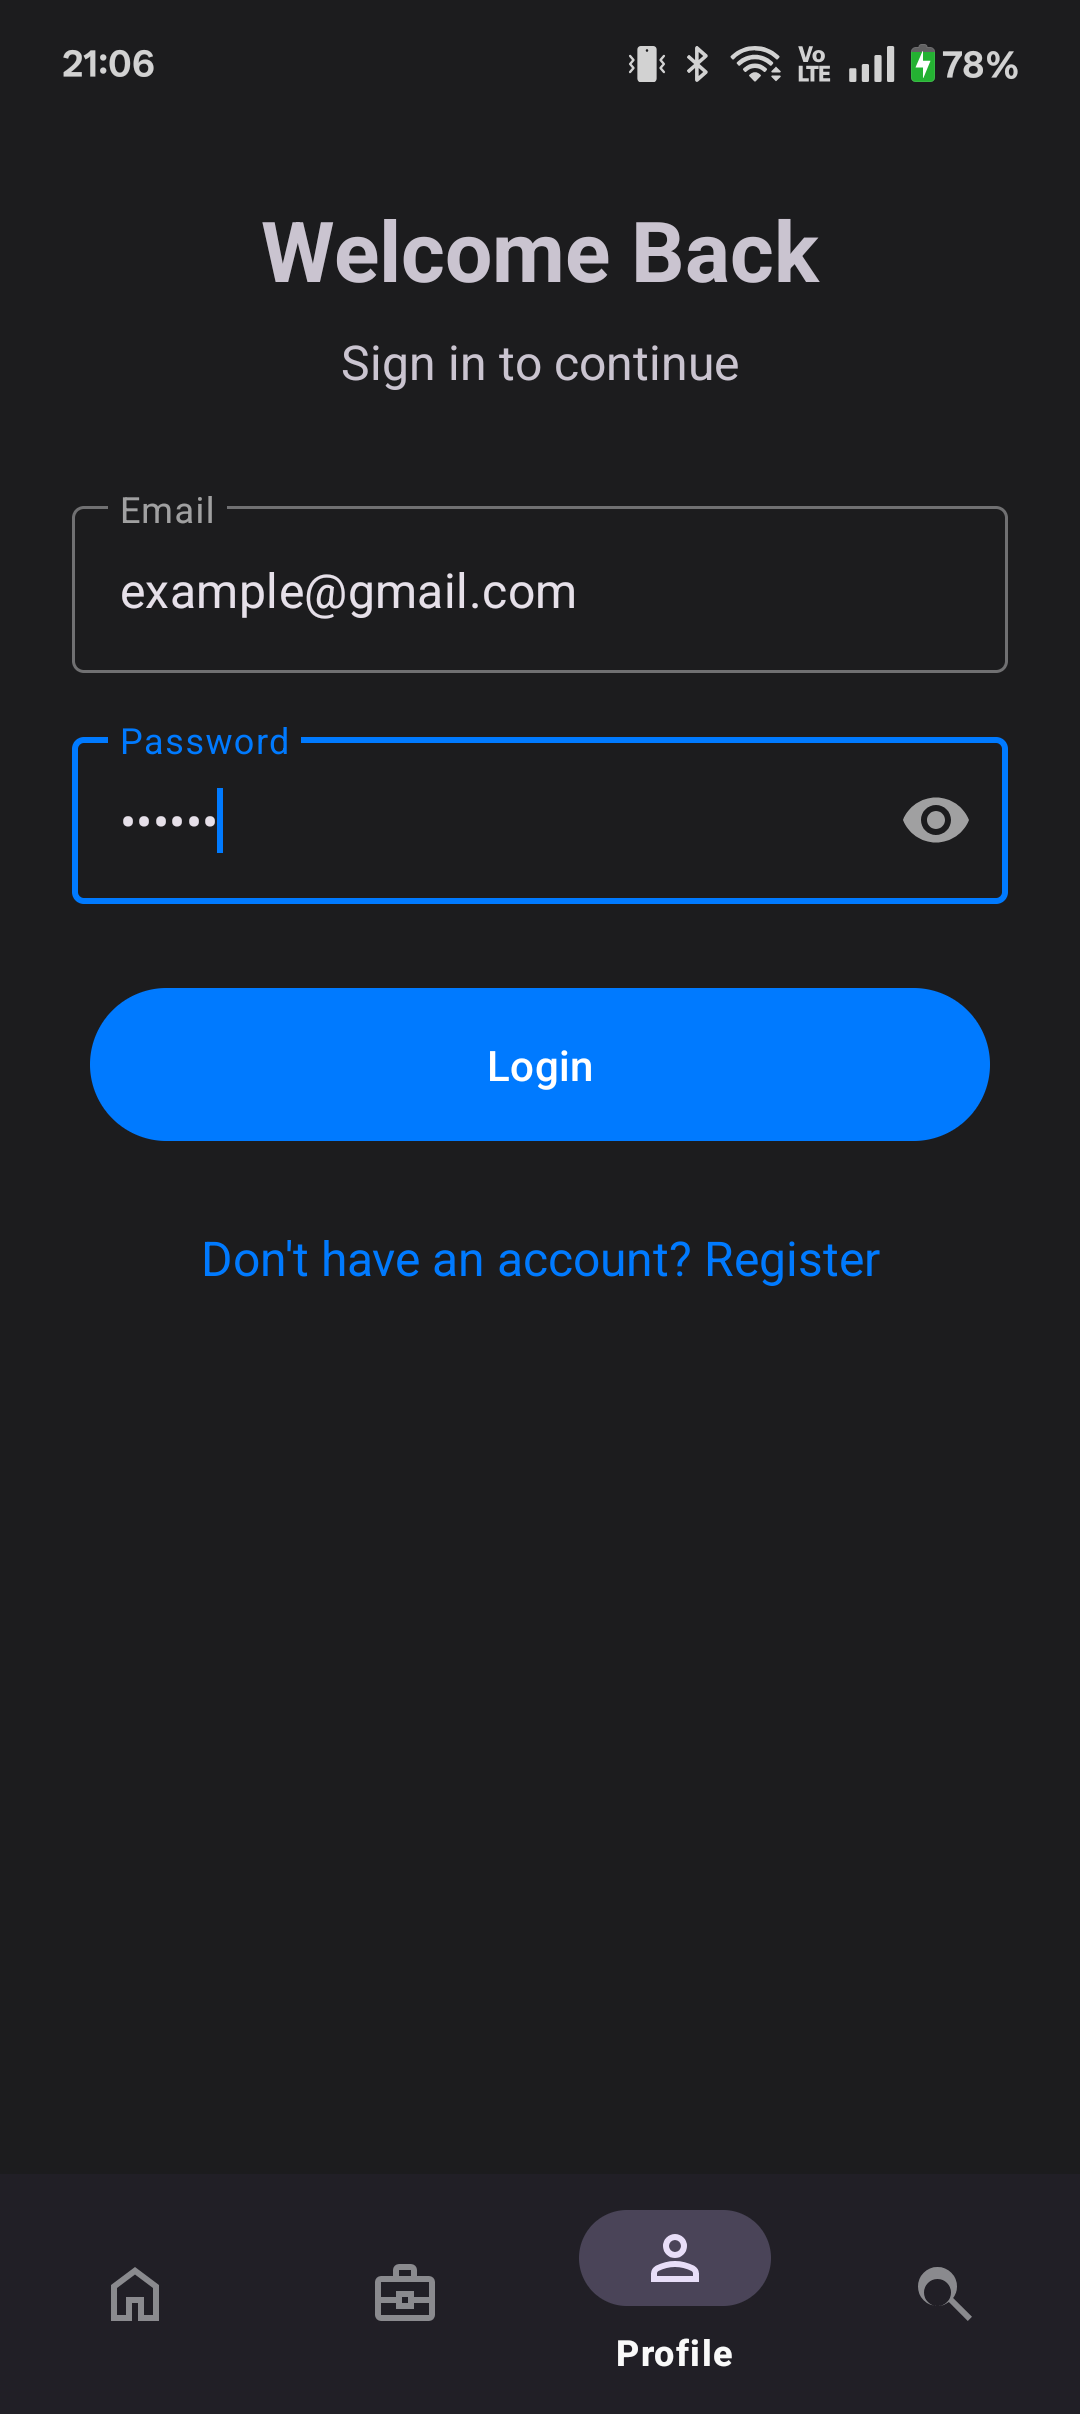 21:06
Vo LTE
78%
Welcome Back
Sign in to continue
Email
example@gmail.com
Password
••••••
Login
Don't have an account? Register
Profile